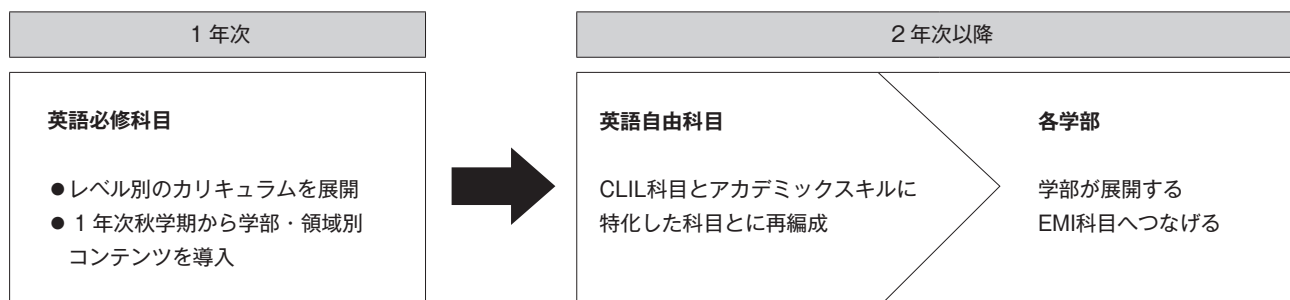 1年次
英語必修科目
●レベル別のカリキュラムを展開
●1年次秋学期から学部・領域別
コンテンツを導入
2年次以降
英語自由科目
CLIL科目とアカデミックスキルに
特化した科目とに再編成
各学部
学部が展開する
EMI科目へつなげる